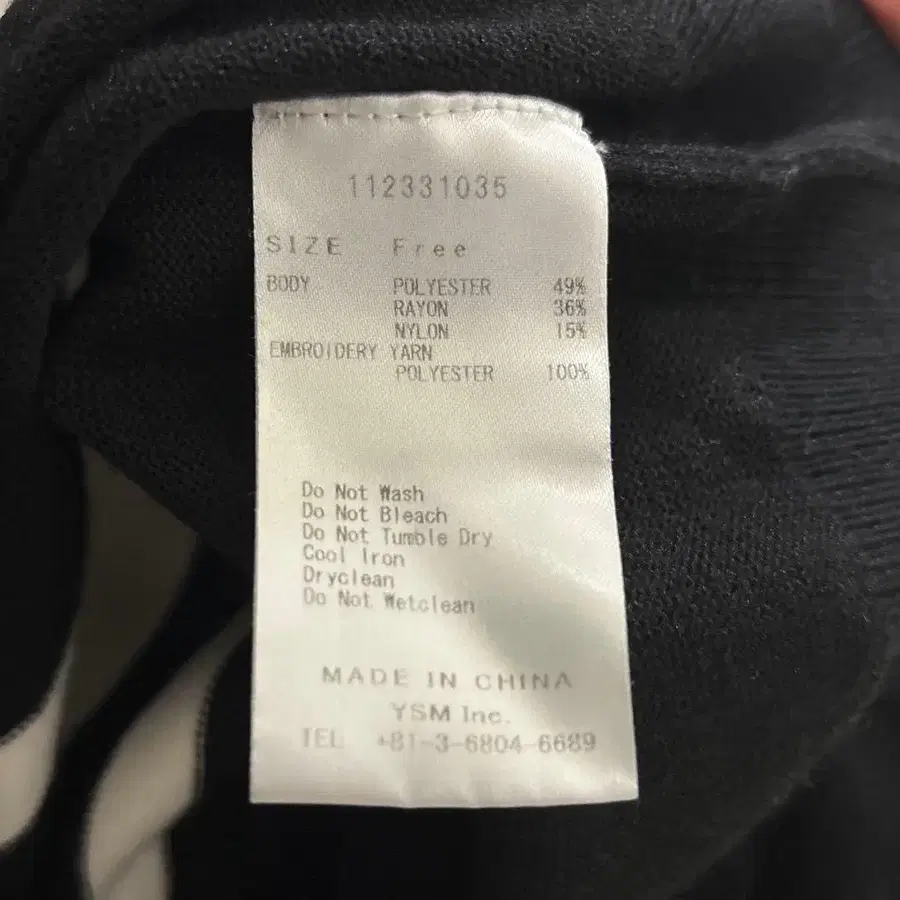 112331035
SIZE Free
BODY POLYESTER 49%
RAYON 36%
NYLON 15%
EMBROIDERY YARN
POLYESTER 100%
Do Not Wash
Do Not Bleach
Do Not Tumble Dry
Cool Iron
Dryclean
Do Not Wetclean
MADE IN CHINA
YSM Inc.
TEL +81-3-6804-6689